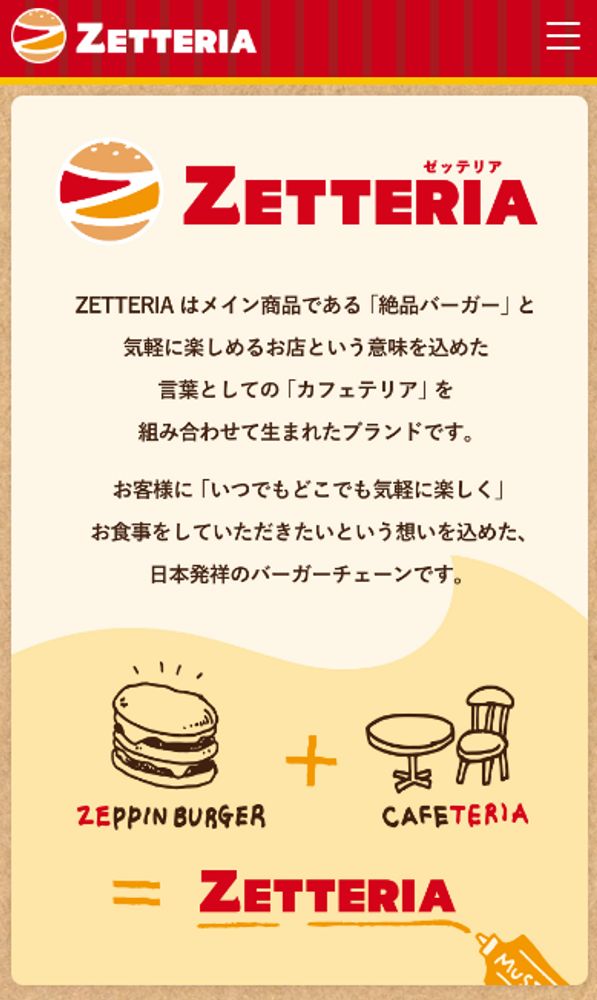 ZETTERIA
ゼッテリア
ZETTERIA
ZETTERIA はメイン商品である「絶品バーガー」と
気軽に楽しめるお店という意味を込めた
言葉としての「カフェテリア」を
組み合わせて生まれたブランドです。
お客様に「いつでもどこでも気軽に楽しく」
お食事をしていただきたいという想いを込めた、
日本発祥のバーガーチェーンです。
ZEPPIN BURGER
+
CAFETERIA
= ZETTERIA